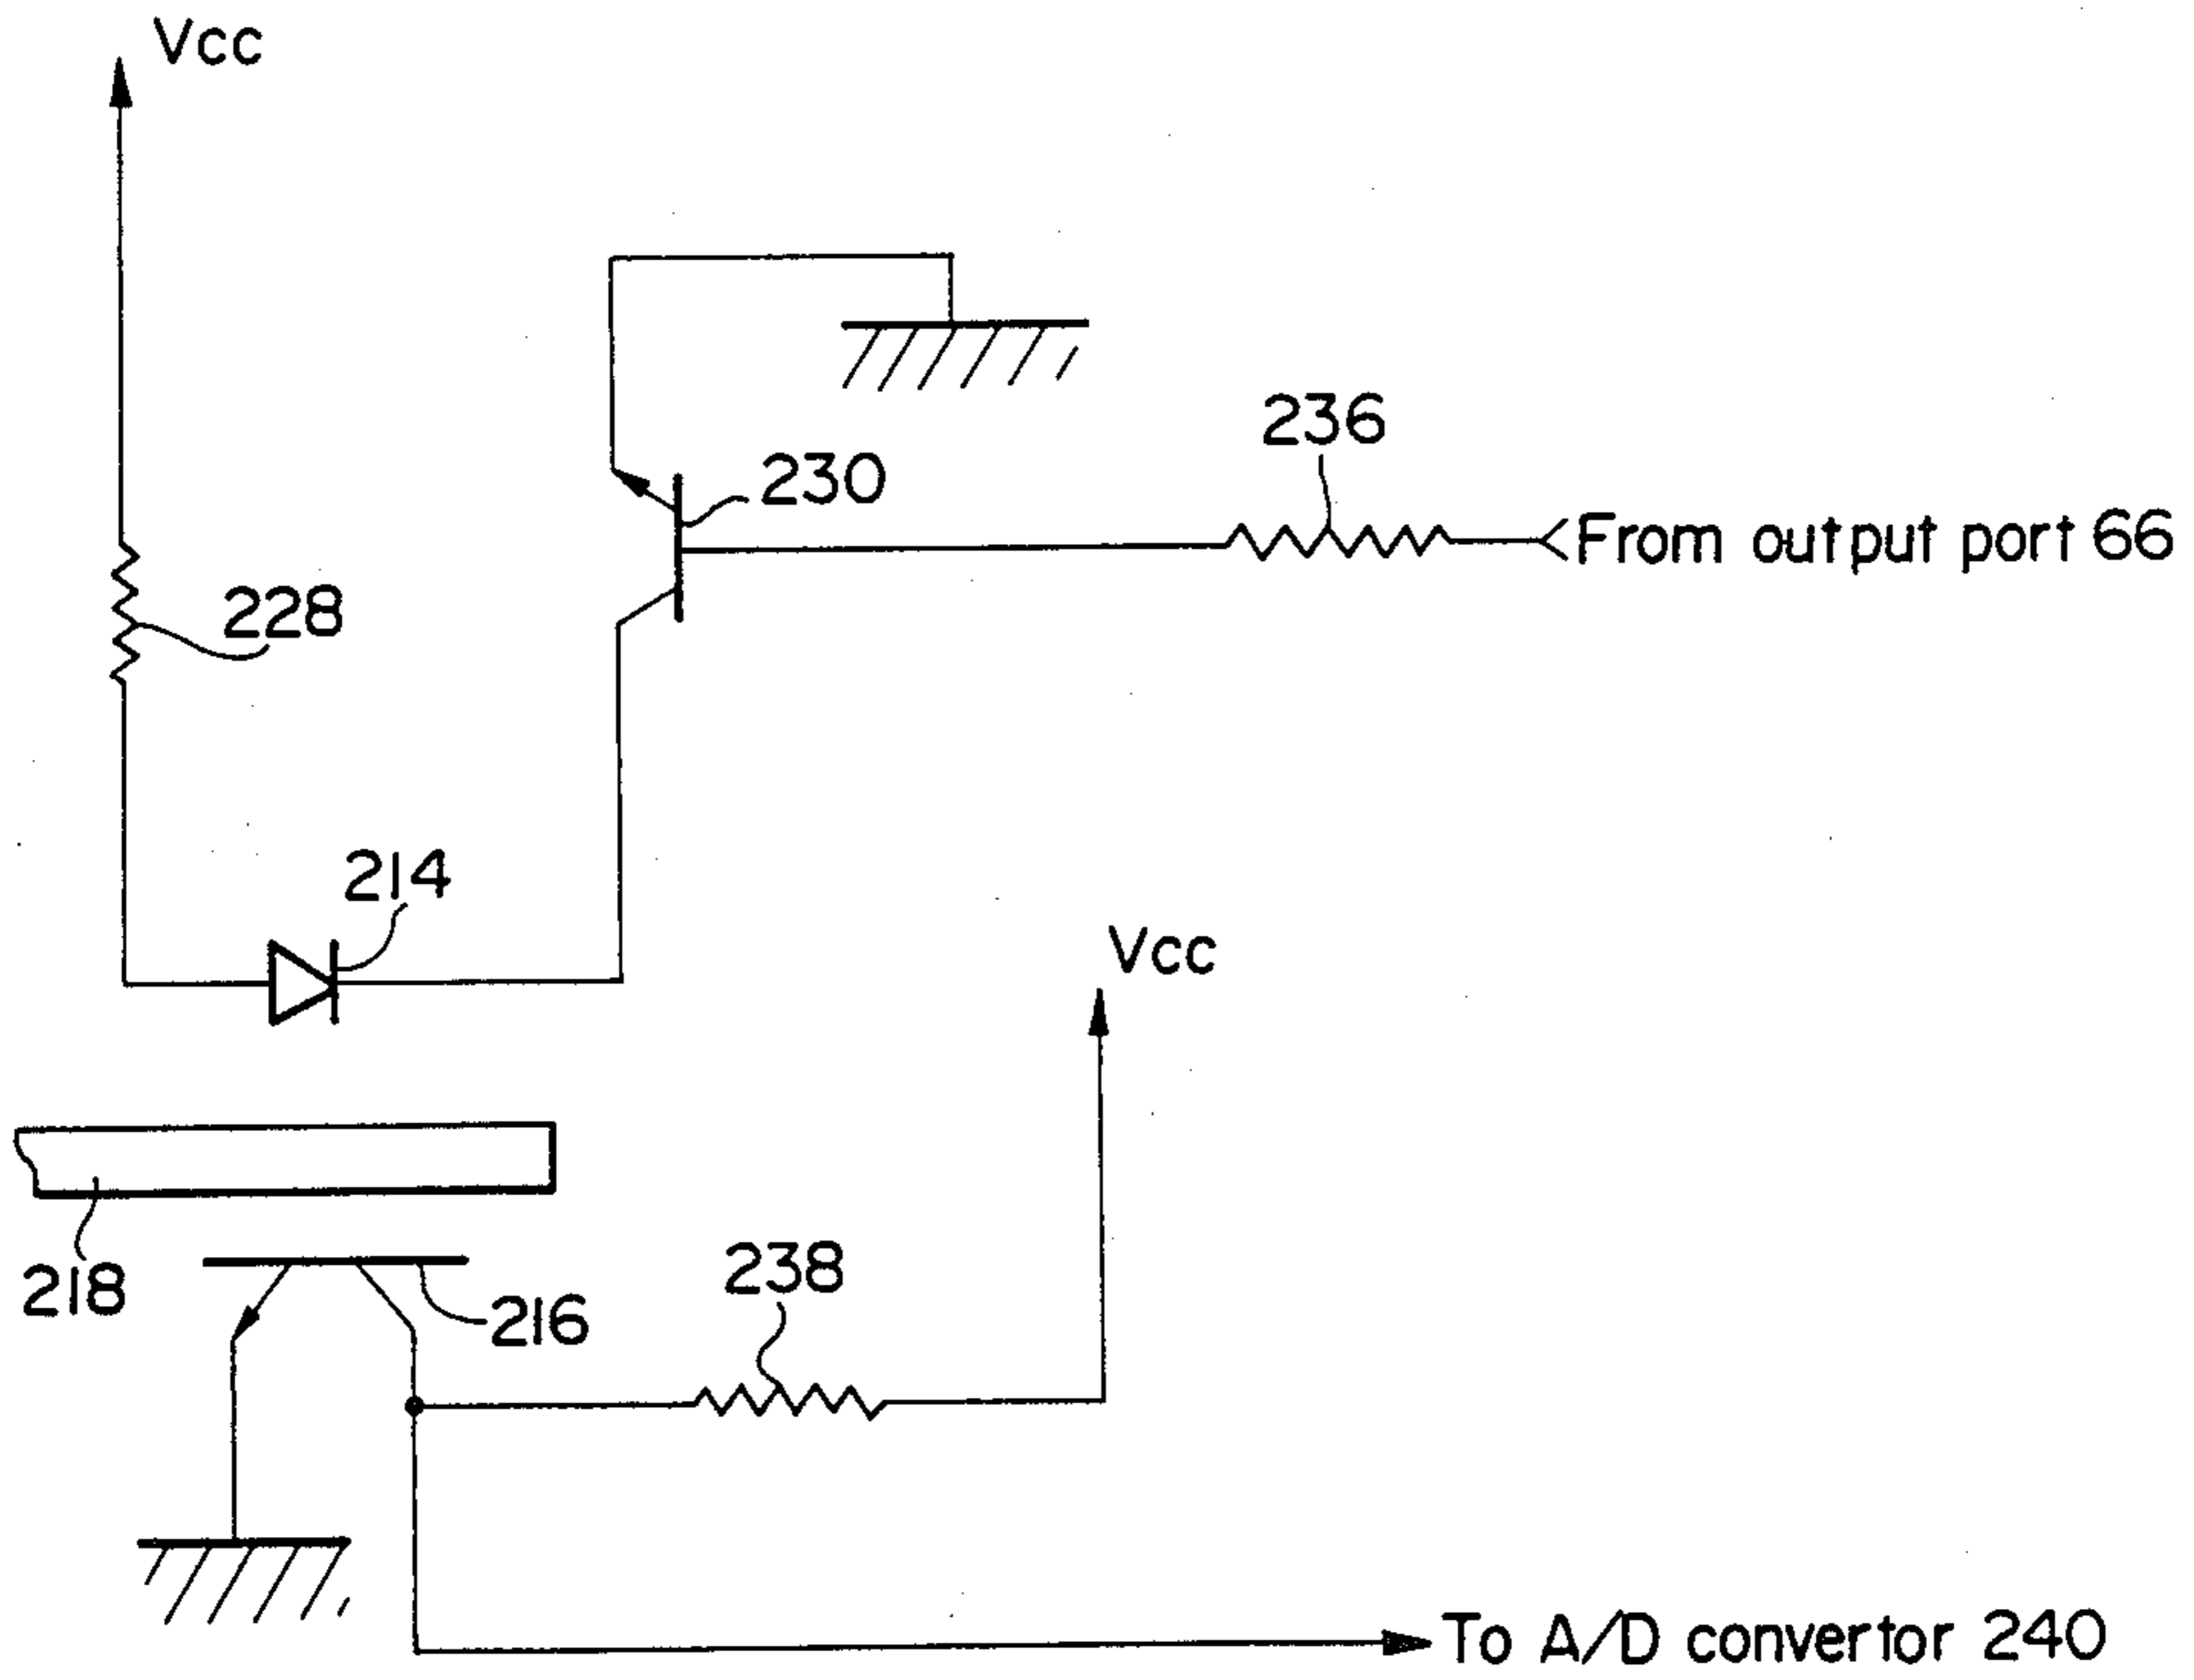 Vcc
236
230
From output port 66
228
214
Vcc
218
216
238
To A/D convertor 240